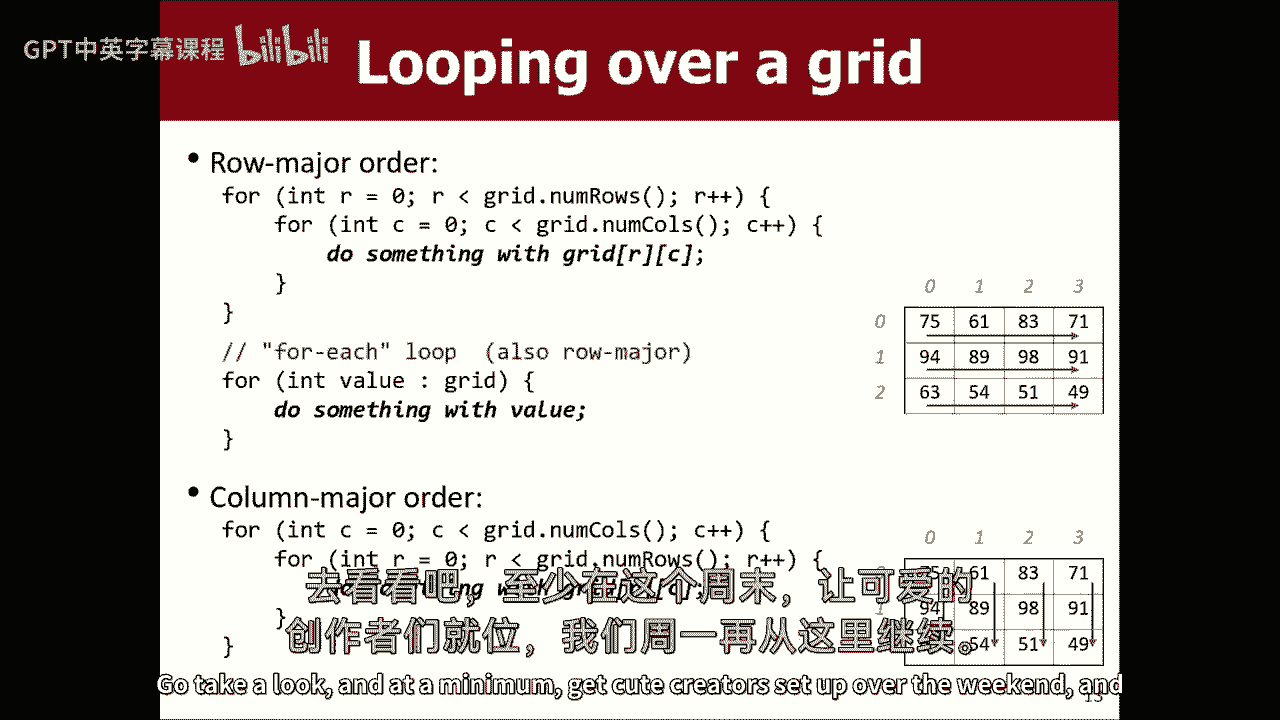 GPT中英字幕课程 bilibili
Looping over a grid
• Row-major order:
for (int r = 0; r < grid.numRows(); r++) {
for (int c = 0; c < grid.numCols(); c++) {
do something with grid[r][c];
}
}
// "for-each" loop (also row-major)
for (int value : grid) {
do something with value;
}
0 1 2 3
0 75 61 83 71
1 94 89 98 91
2 63 54 51 49
• Column-major order:
for (int c = 0; c < grid.numCols(); c++) {
for (int r = 0; r < grid.numRows(); r++) {
with
}
}
0 1 2 3
75 61 83 71
1 94 89 98 91
54 51 49
去看看吧，至少在这个周末，让可爱的
创作者们就位，我们周一再从这里继续。
Go take a look, and at a minimum, get cute creators set up over the weekend, and